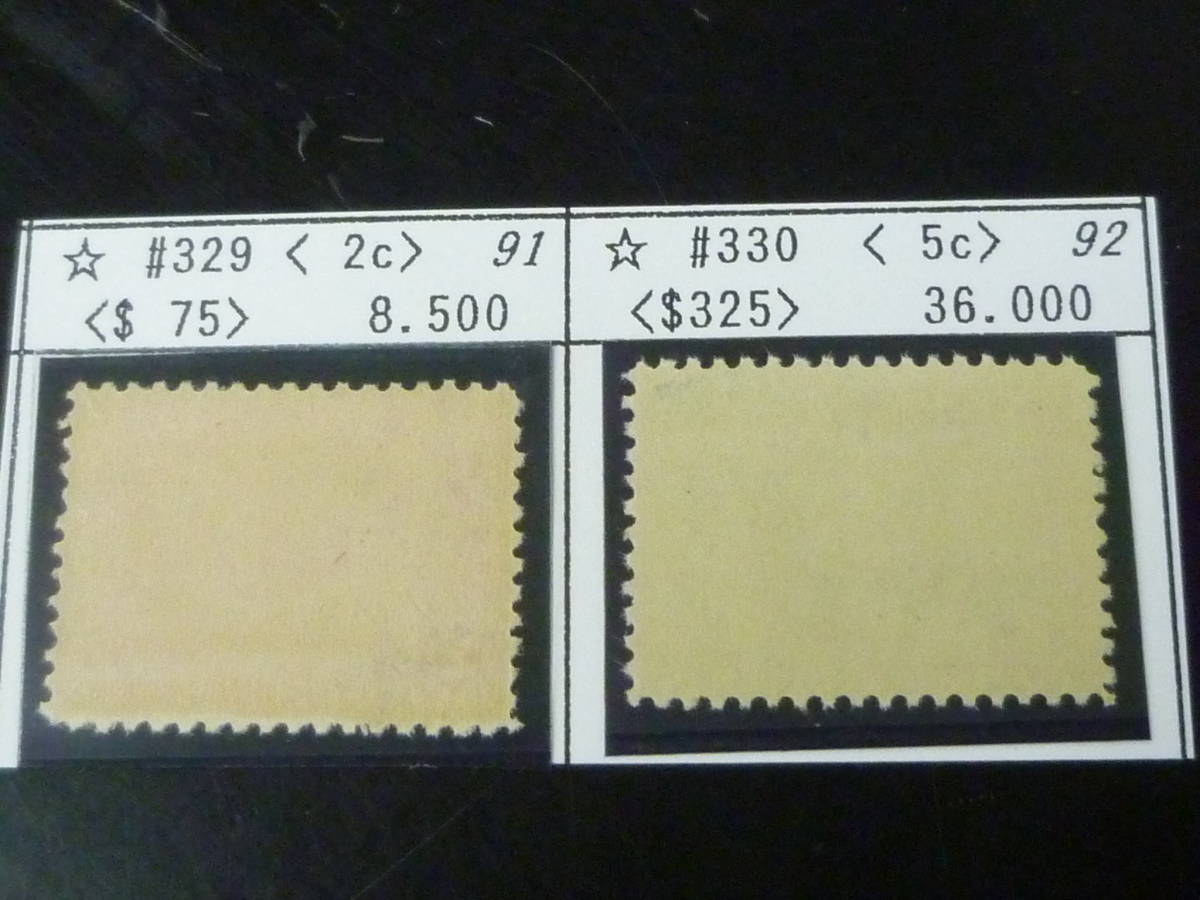 ☆ #329 < 2c> 91
<$ 75> 8.500
☆ #330 < 5c> 92
<$325> 36.000